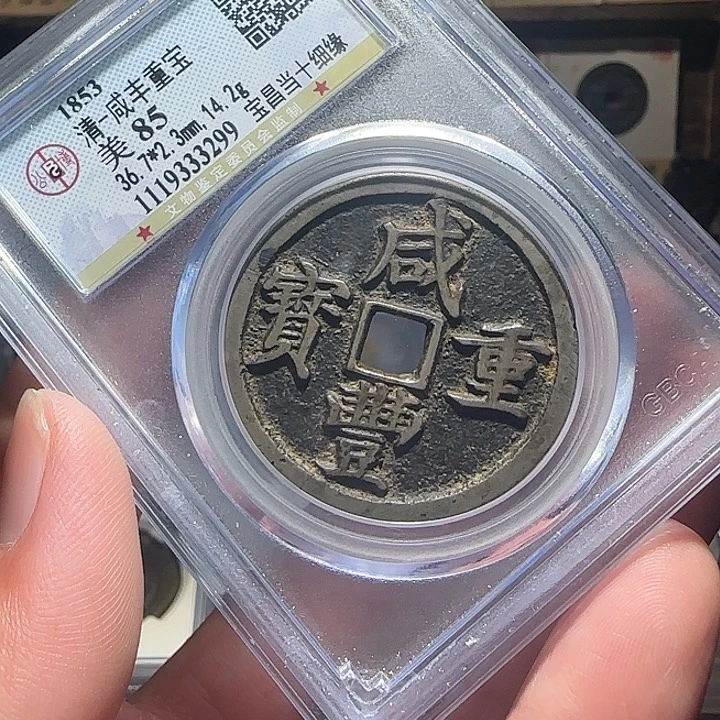 1853
清-咸丰重宝
美 85 宝昌当十细缘
36.7*2.3mm,14.2g
1119333299
★文物鉴定委员会监制★
咸
寶 重
豐
GBCA